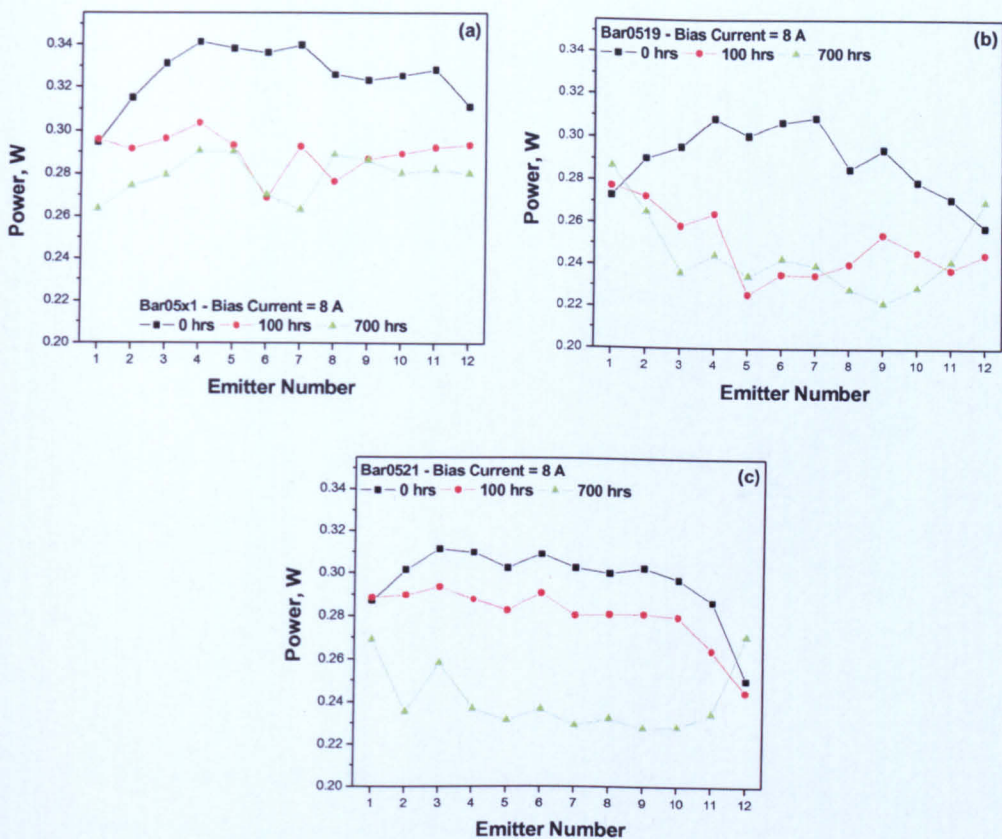 (a)
0.34
0.32
0.30
0.28
0.26
0.24
0.22
0.20
Power, W
Bar05x1 - Bias Current = 8 A
0 hrs 100 hrs 700 hrs
1 2 3 4 5 6 7 8 9 10 11 12
Emitter Number
Bar0519 - Bias Current = 8 A (b)
0 hrs 100 hrs 700 hrs
0.34
0.32
0.30
0.28
0.26
0.24
0.22
0.20
Power, W
1 2 3 4 5 6 7 8 9 10 11 12
Emitter Number
Bar0521 - Bias Current = 8 A (c)
0 hrs 100 hrs 700 hrs
0.34
0.32
0.30
0.28
0.26
0.24
0.22
0.20
Power, W
1 2 3 4 5 6 7 8 9 10 11 12
Emitter Number